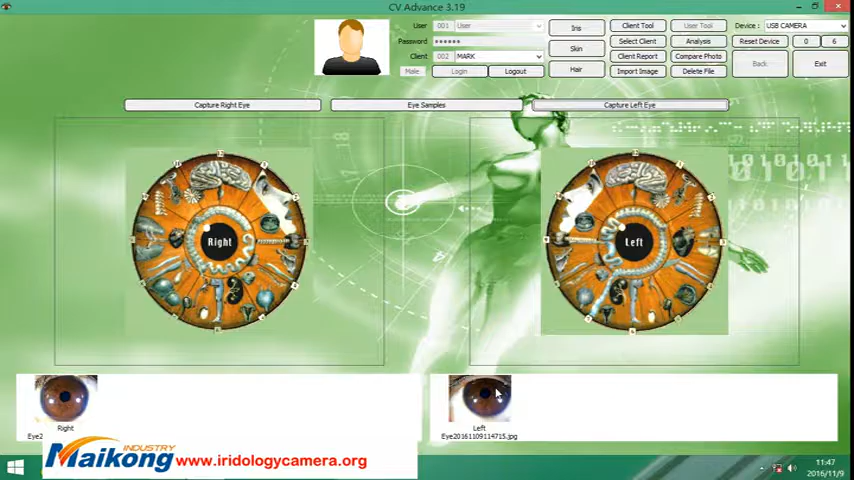 CV Advance 3.19
User 001 User
Password ******
Client 002 MARK
Male Login Logout
Iris
Skin
Hair
Client Tool User Tool
Select Client Analysis
Client Report Compare Photo
Import Image Delete File
Device : USB CAMERA
Reset Device 0 6
Back Exit
Capture Right Eye Eye Samples Capture Left Eye
Right
Left
Right
Eye2
Left
Eye20161109114715.jpg
Maikong INDUSTRY
www.iridologycamera.org
11:47
2016/11/9